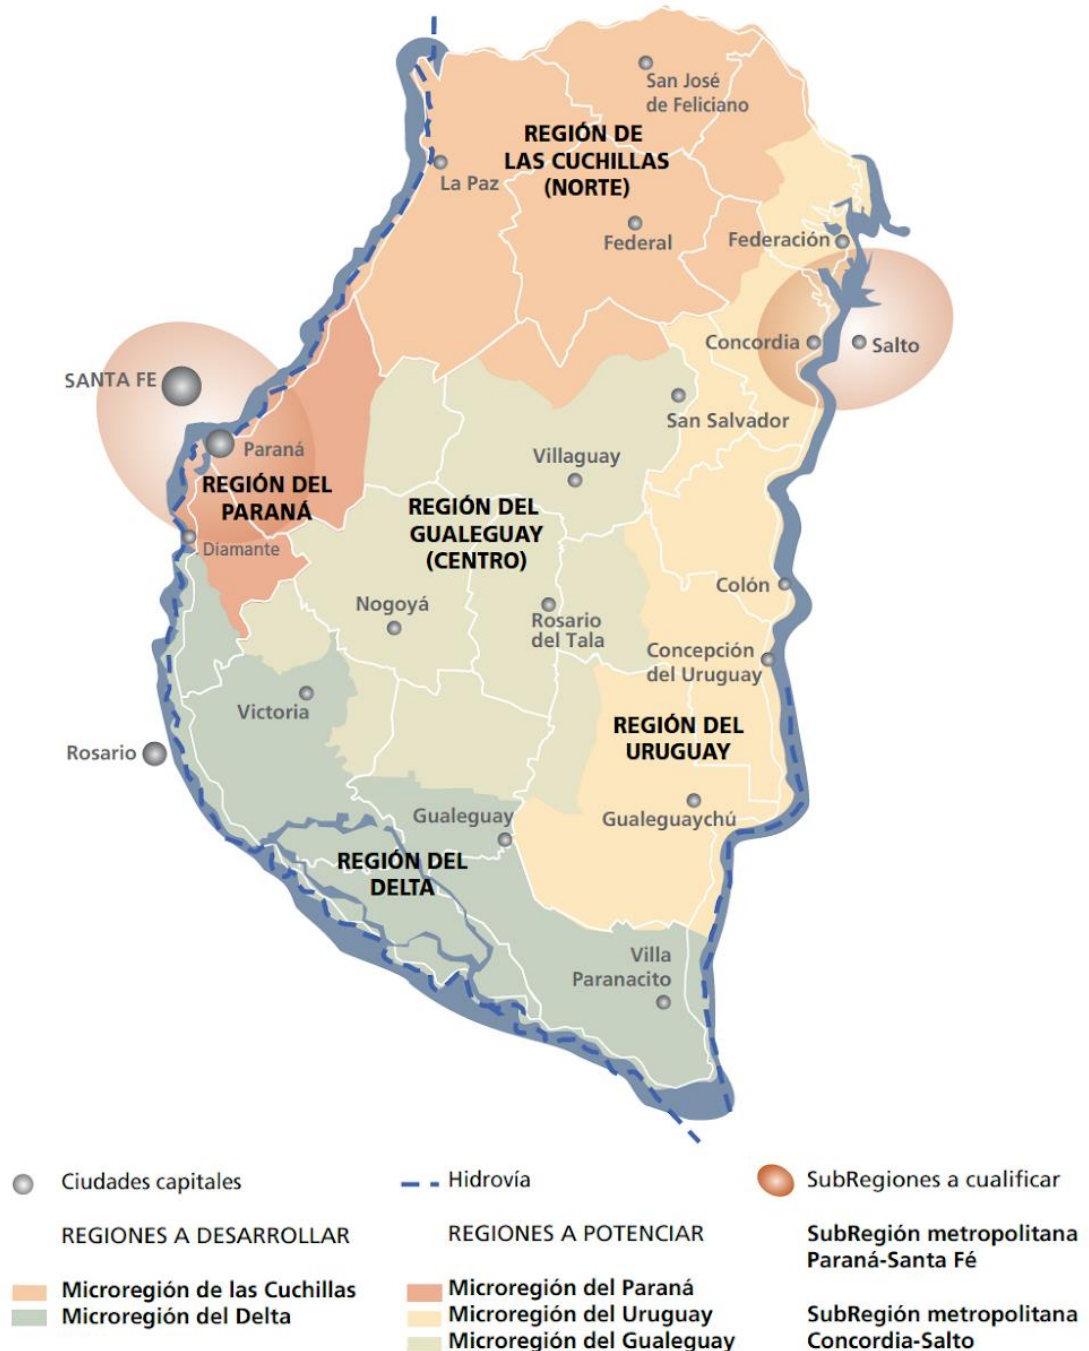 San José
de Feliciano
REGIÓN DE
LAS CUCHILLAS
(NORTE)
La Paz
Federal
Federación
Concordia
Salto
SANTA FE
San Salvador
Paraná
Villaguay
REGIÓN DEL
PARANÁ
REGIÓN DEL
GUALEGUAY
(CENTRO)
Diamante
Colón
Nogoyá
Rosario
del Tala
Concepción
del Uruguay
Victoria
REGIÓN DEL
URUGUAY
Rosario
Gualeguay
Gualeguaychú
REGIÓN DEL
DELTA
Villa
Paranacito
Ciudades capitales
REGIONES A DESARROLLAR
Microregión de las Cuchillas
Microregión del Delta
Hidrovía
REGIONES A POTENCIAR
Microregión del Paraná
Microregión del Uruguay
Microregión del Gualeguay
SubRegiones a cualificar
SubRegión metropolitana
Paraná-Santa Fé
SubRegión metropolitana
Concordia-Salto